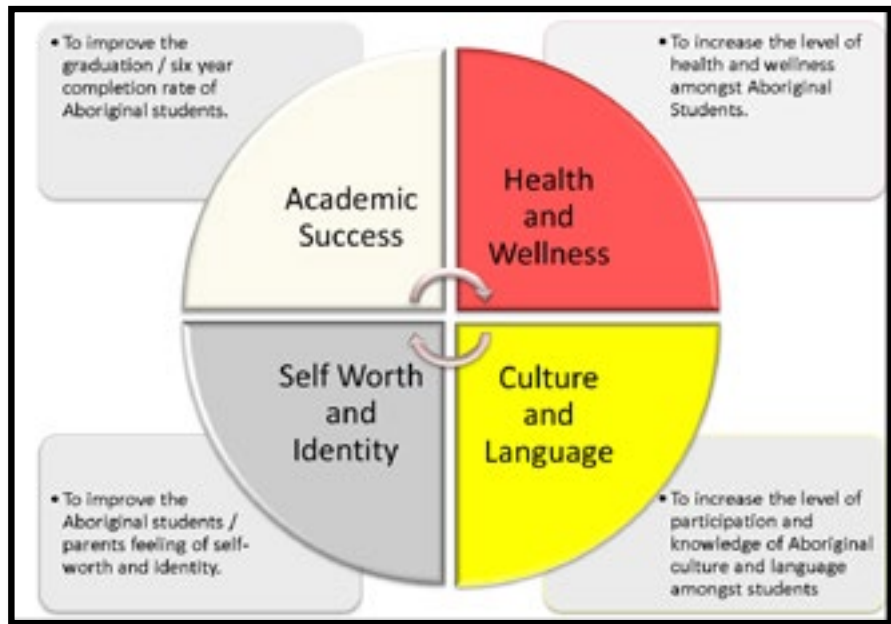 • To improve the
graduation / six year
completion rate of
Aboriginal students.
• To increase the level of
health and wellness
amongst Aboriginal
Students.
Academic
Success
Health
and
Wellness
Self Worth
and
Identity
Culture
and
Language
• To improve the
Aboriginal students /
parents feeling of self-
worth and identity.
• To increase the level of
participation and
knowledge of Aboriginal
culture and language
amongst students